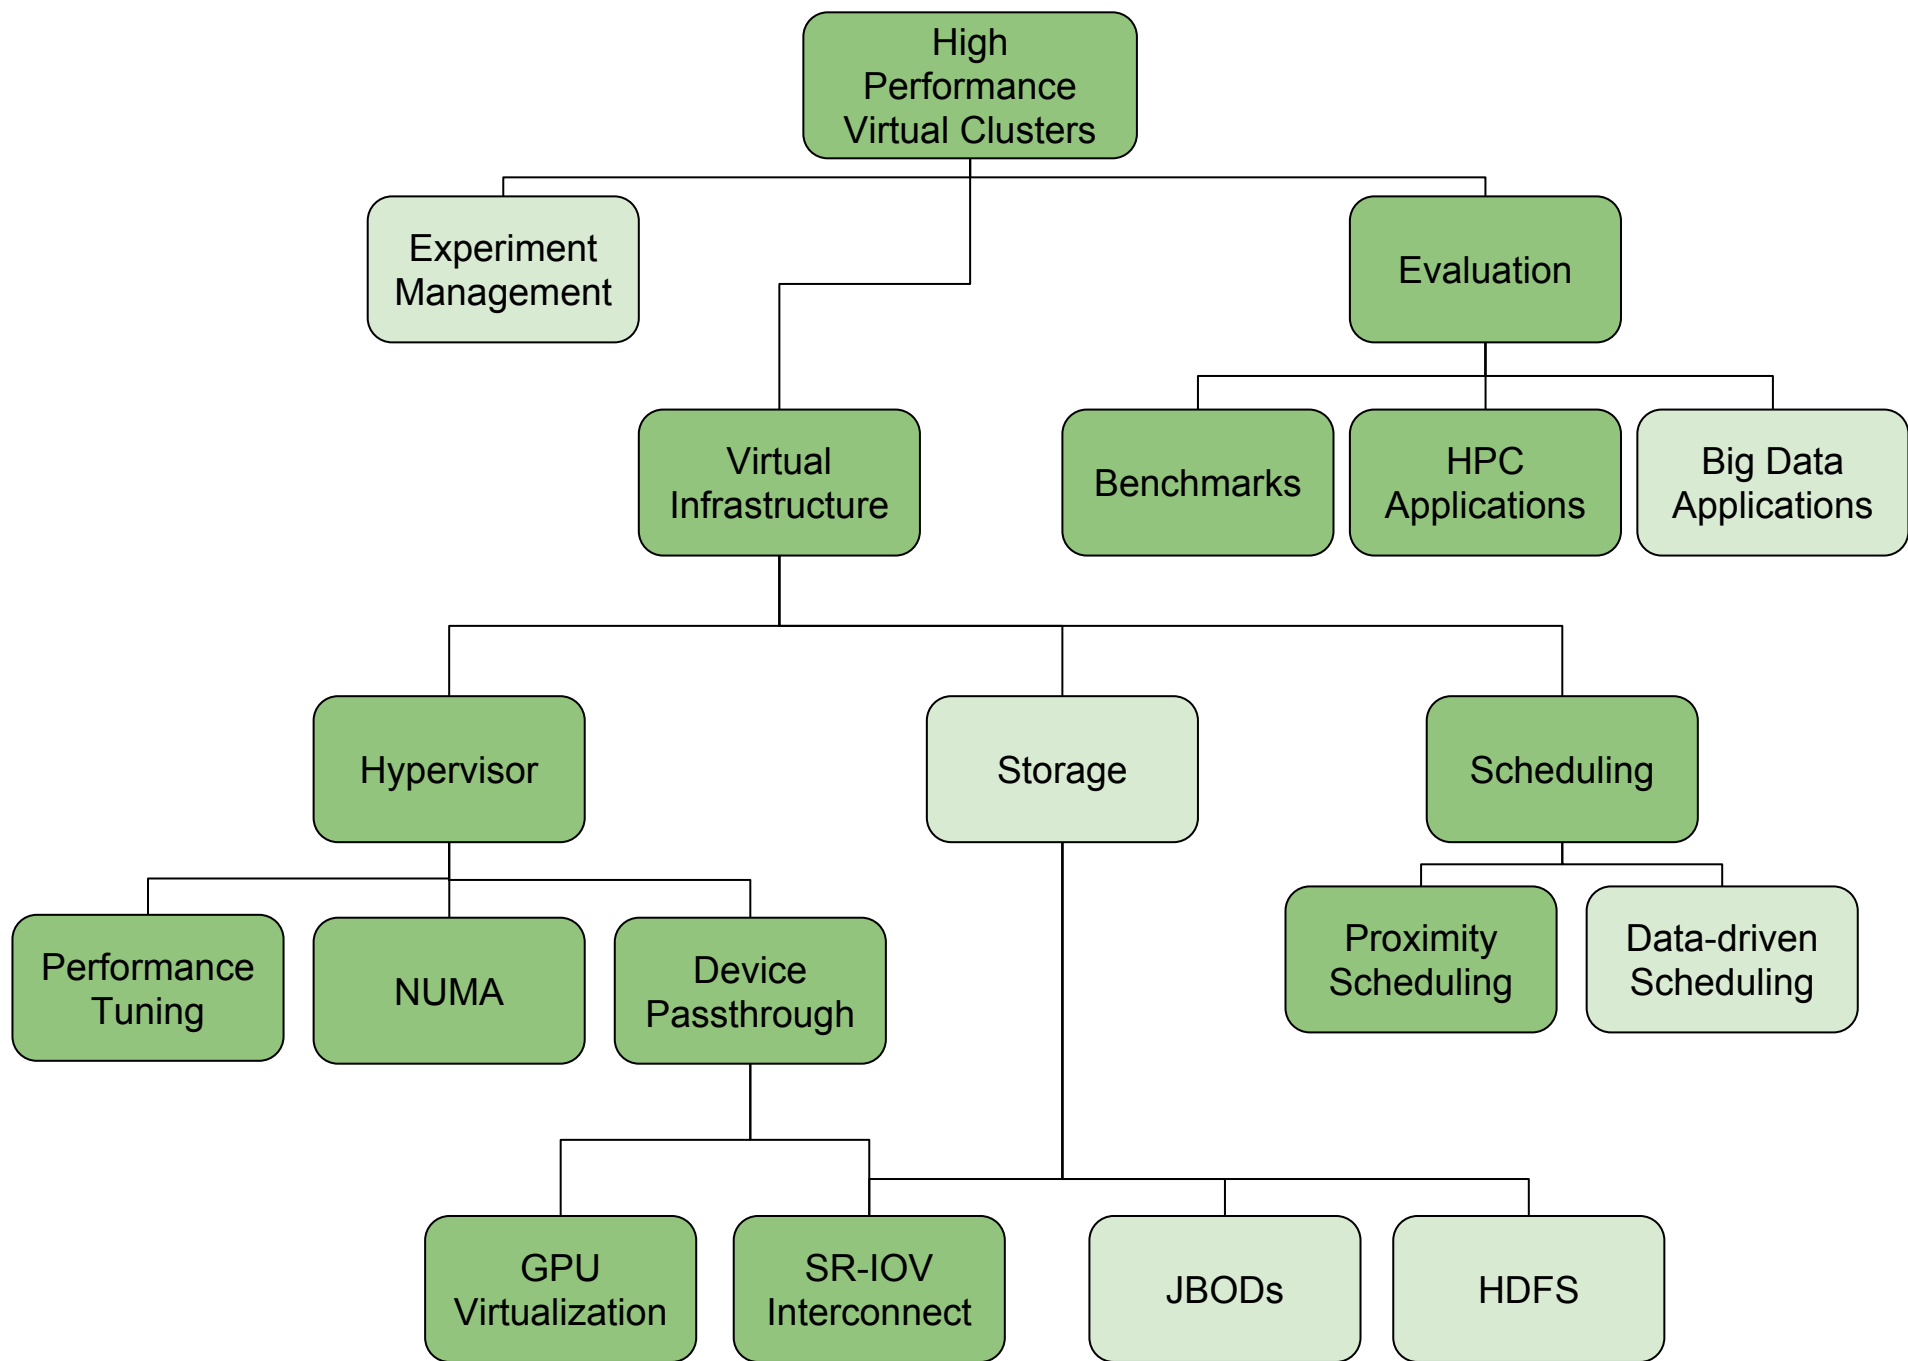 High
Performance
Virtual Clusters
Experiment
Management
Evaluation
Virtual
Infrastructure
Benchmarks
HPC
Applications
Big Data
Applications
Hypervisor
Storage
Scheduling
Performance
Tuning
NUMA
Device
Passthrough
Proximity
Scheduling
Data-driven
Scheduling
GPU
Virtualization
SR-IOV
Interconnect
JBODs
HDFS